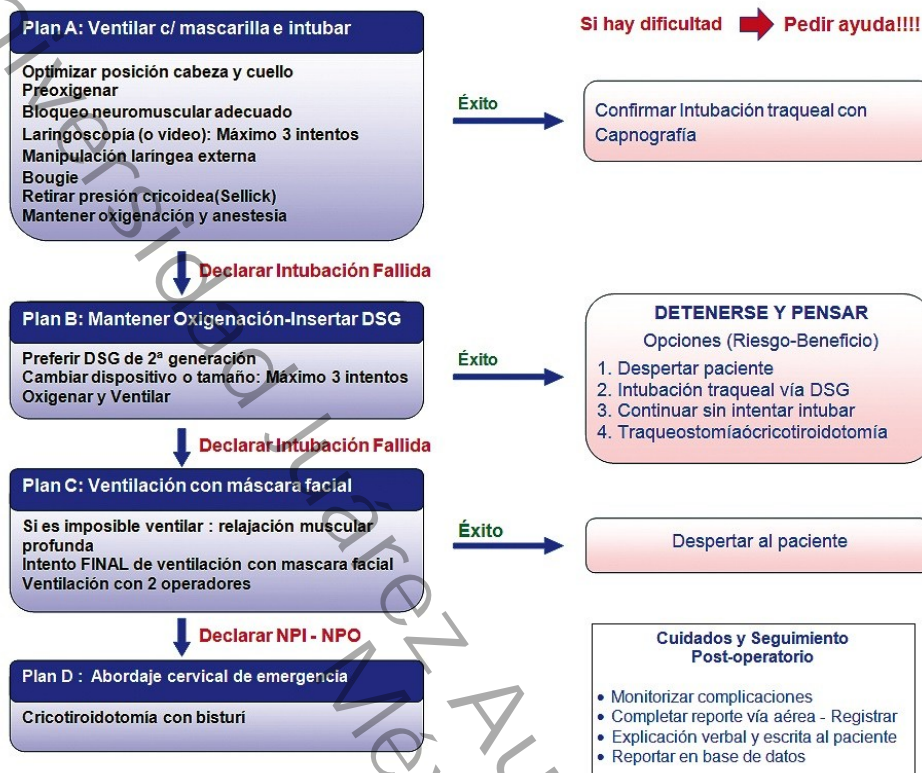 Plan A: Ventilar c/ mascarilla e intubar
Optimizar posición cabeza y cuello
Preoxigenar
Bloqueo neuromuscular adecuado
Laringoscopía (o video): Máximo 3 intentos
Manipulación laríngea externa
Bougie
Retirar presión cricoidea(Sellick)
Mantener oxigenación y anestesia
Si hay dificultad
Pedir ayuda!!!!
Éxito
Confirmar Intubación traqueal con
Capnografía
Declarar Intubación Fallida
Plan B: Mantener Oxigenación-Insertar DSG
Preferir DSG de 2ª generación
Cambiar dispositivo o tamaño: Máximo 3 intentos
Oxigenar y Ventilar
Éxito
DETENERSE Y PENSAR
Opciones (Riesgo-Beneficio)
1. Despertar paciente
2. Intubación traqueal vía DSG
3. Continuar sin intentar intubar
4. Traqueostomíaócricotiroidotomía
Declarar Intubación Fallida
Plan C: Ventilación con máscara facial
Si es imposible ventilar : relajación muscular
profunda
Intento FINAL de ventilación con mascara facial
Ventilación con 2 operadores
Éxito
Despertar al paciente
Declarar NPI - NPO
Plan D : Abordaje cervical de emergencia
Cricotiroidotomía con bisturí
Cuidados y Seguimiento
Post-operatorio
• Monitorizar complicaciones
• Completar reporte vía aérea - Registrar
• Explicación verbal y escrita al paciente
• Reportar en base de datos